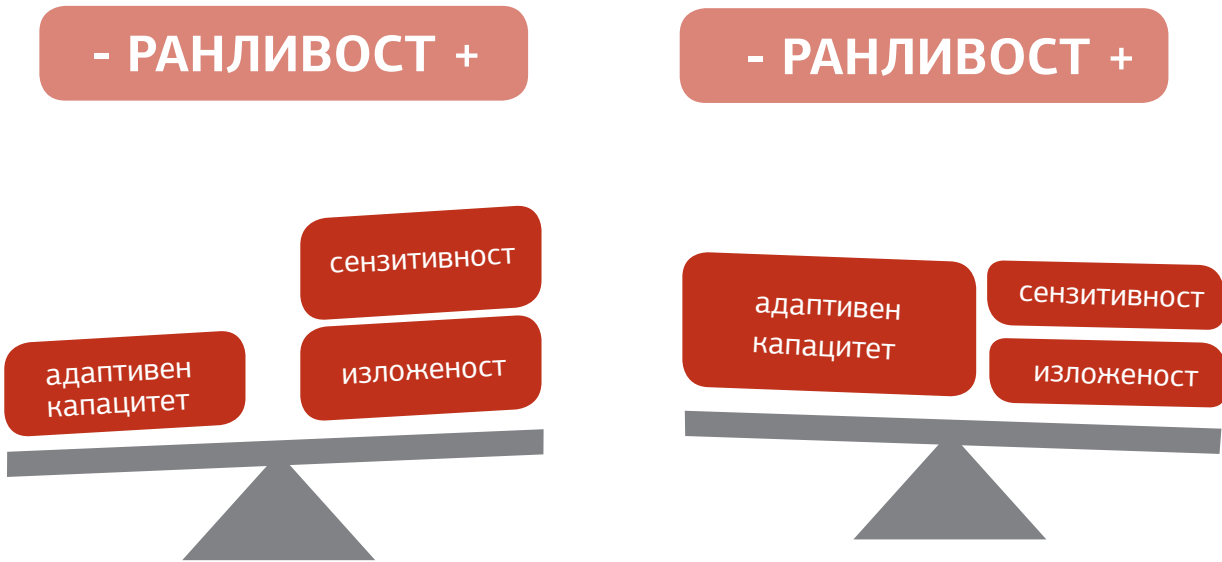 - РАНЛИВОСТ +
сензитивност
адаптивен
капацитет
изложеност
- РАНЛИВОСТ +
адаптивен
капацитет
сензитивност
изложеност